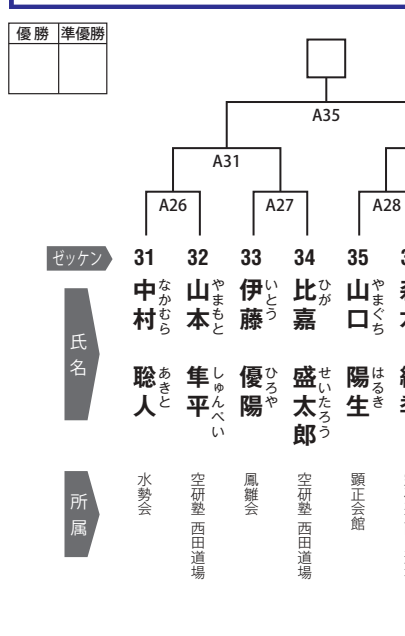 優勝 準優勝
A35
A31
A26 A27 A28
ゼッケン 31 32 33 34 35
氏名
中村 聡人
なかむら あきと
山本 隼平
やまもと しゅんぺい
伊藤 優陽
いとう ひろや
比嘉 盛太郎
ひが せいたろう
山口 陽生
やまぐち はるき
所属
水勢会
空研塾 西田道場
鳳雛会
空研塾 西田道場
顕正会館